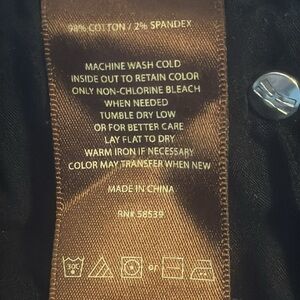 98% COTTON / 2% SPANDEX
MACHINE WASH COLD
INSIDE OUT TO RETAIN COLOR
ONLY NON-CHLORINE BLEACH
WHEN NEEDED
TUMBLE DRY LOW
OR FOR BETTER CARE
LAY FLAT TO DRY
WARM IRON IF NECESSARY
COLOR MAY TRANSFER WHEN NEW
MADE IN CHINA
RN# 58539
or